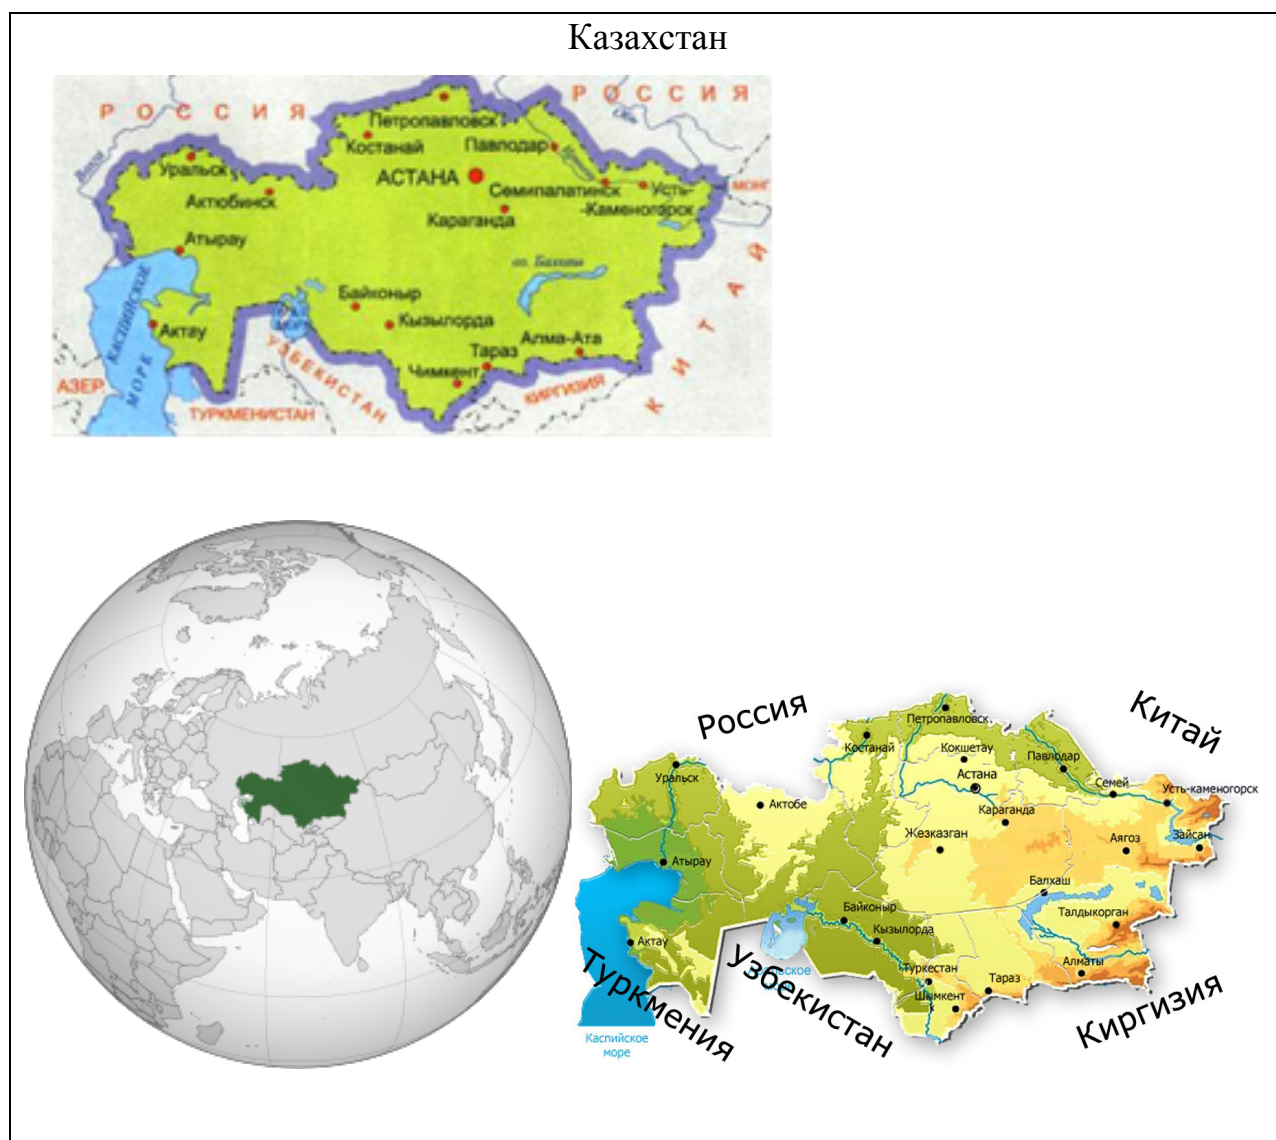 Казахстан
РОССИЯ
РОССИЯ
Петропавловск
Костанай
Павлодар
Уральск
АСТАНА
Семипалатинск
Усть-
-Каменогорск
МОНГ.
Актюбинск
Караганда
Атырау
КИТАЙ
КАСПИЙСКОЕ
МОРЕ
Байконыр
Кызылорда
Актау
Алма-Ата
Тараз
Чимкент
АЗЕР.
УЗБЕКИСТАН
ТУРКМЕНИСТАН
КИРГИЗИЯ
Россия
Китай
Петропавловск
Костанай
Кокшетау
Павлодар
Уральск
Астана
Семей
Усть-каменогорск
Актобе
Караганда
Жезказган
Аягоз
Зайсан
Атырау
Балхаш
Байконыр
Талдыкорган
Кызылорда
Актау
Туркестан
Алматы
Тараз
Шымкент
Туркмения
Узбекистан
Киргизия
Каспийское
море